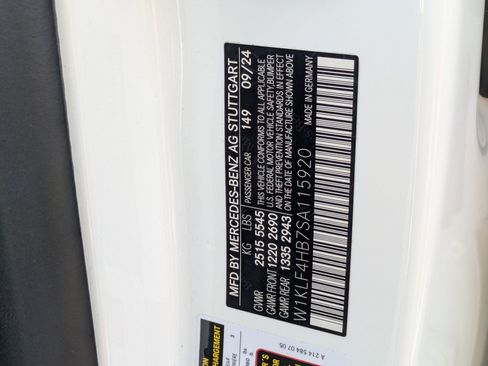 MFD BY MERCEDES-BENZ AG STUTTGART
KG LBS PASSENGER CAR 149 09/24
GVWR 2515 5545 THIS VEHICLE CONFORMS TO ALL APPLICABLE
GAWR FRONT 1220 2690 U.S. FEDERAL MOTOR VEHICLE SAFETY, BUMPER
GAWR REAR 1335 2943 AND THEFT PREVENTION STANDARDS IN EFFECT
ON THE DATE OF MANUFACTURE SHOWN ABOVE
W1KLF4HB7SA115920 MADE IN GERMANY
A 214 584 07 05
CHARGEMENT